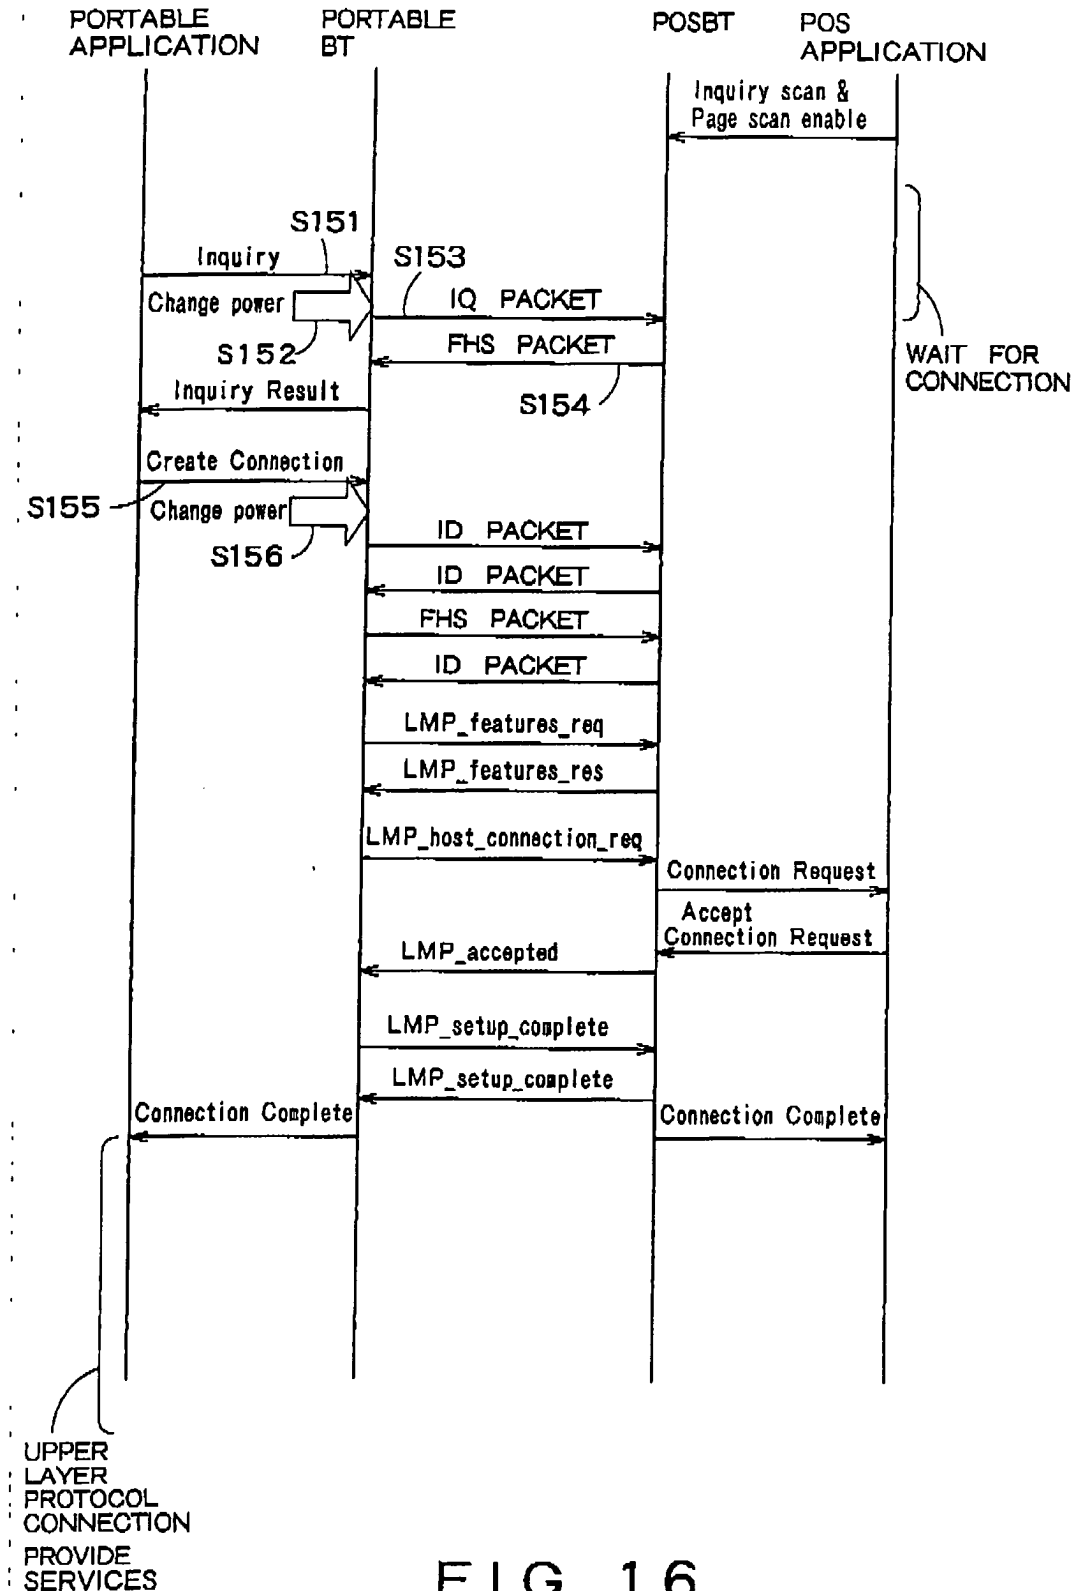 PORTABLE
APPLICATION
PORTABLE
BT
POSBT
POS
APPLICATION
Inquiry scan &
Page scan enable
S151
Inquiry
S153
Change power
IQ PACKET
S152
FHS PACKET
WAIT FOR
CONNECTION
Inquiry Result
S154
Create Connection
S155
Change power
S156
ID PACKET
ID PACKET
FHS PACKET
ID PACKET
LMP_features_req
LMP_features_res
LMP_host_connection_req
Connection Request
Accept
Connection Request
LMP_accepted
LMP_setup_complete
LMP_setup_complete
Connection Complete
Connection Complete
UPPER
LAYER
PROTOCOL
CONNECTION
PROVIDE
SERVICES
FIG. 16